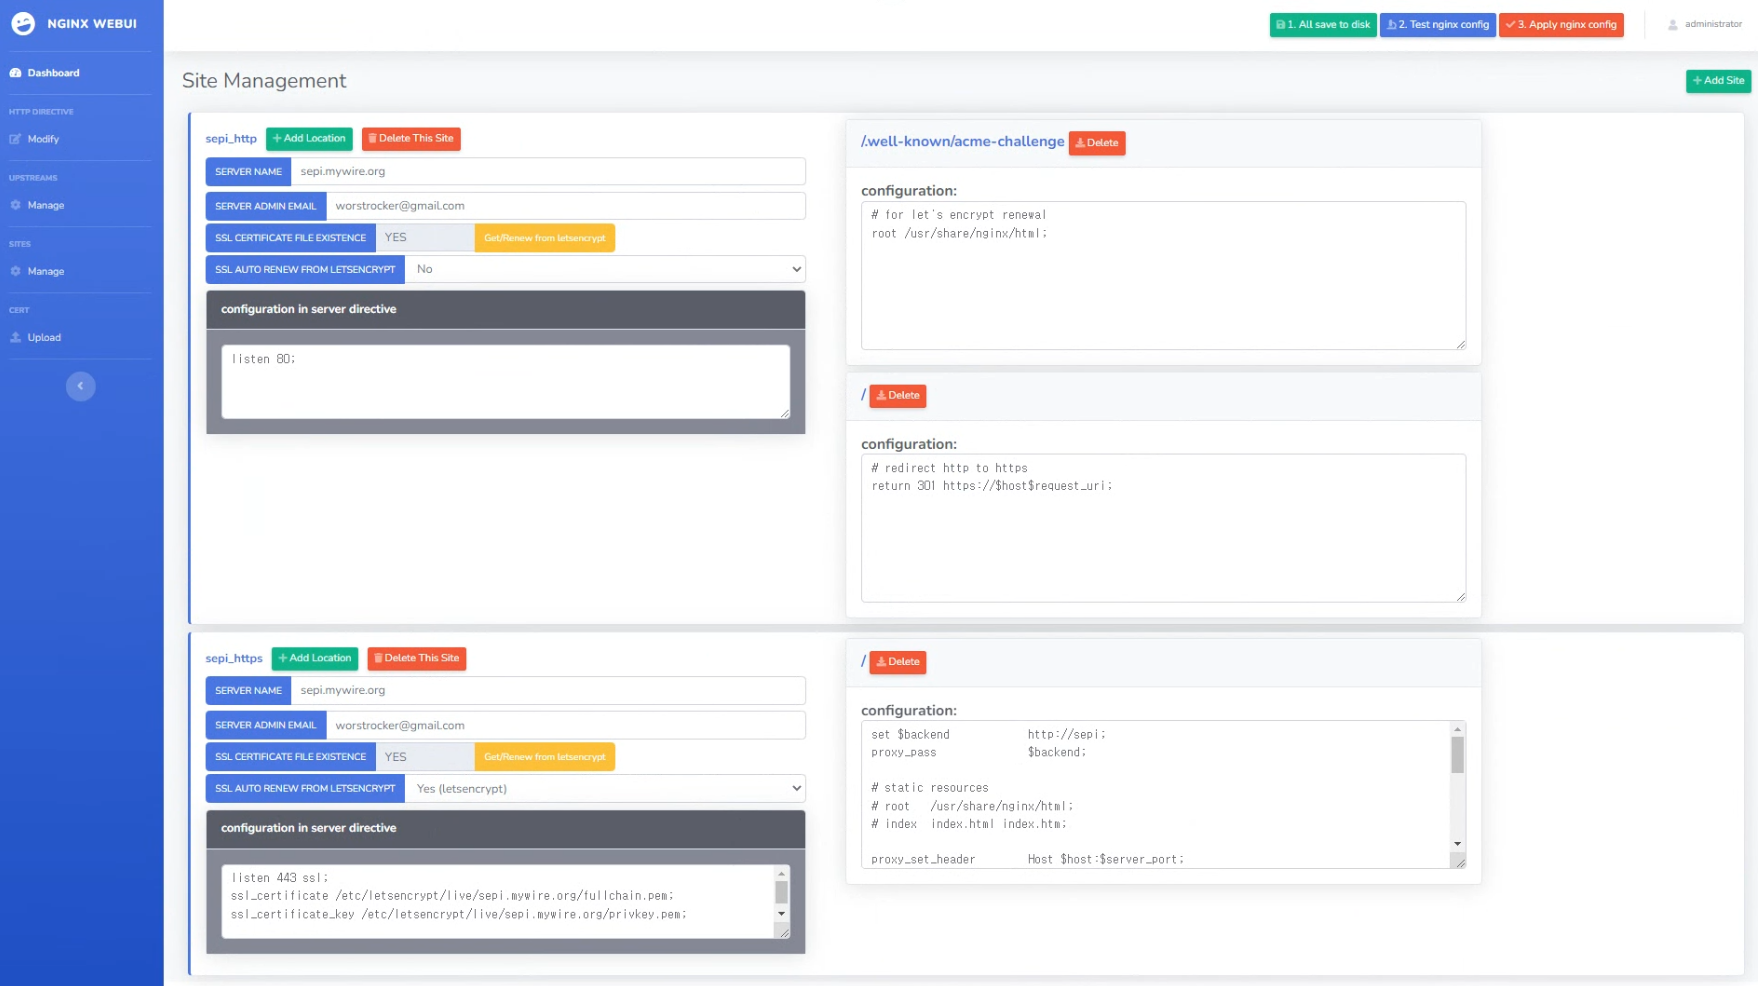 NGINX WEBUI
1. All save to disk
2. Test nginx config
3. Apply nginx config
administrator
Dashboard
HTTP DIRECTIVE
Modify
UPSTREAMS
Manage
SITES
Manage
CERT
Upload
Site Management
+ Add Site
sepi_http
+ Add Location
Delete This Site
SERVER NAME sepi.mywire.org
SERVER ADMIN EMAIL worstrocker@gmail.com
SSL CERTIFICATE FILE EXISTENCE YES Get/Renew from letsencrypt
SSL AUTO RENEW FROM LETSENCRYPT No
configuration in server directive
listen 80;
/.well-known/acme-challenge Delete
configuration:
# for let's encrypt renewal
root /usr/share/nginx/html;
/ Delete
configuration:
# redirect http to https
return 301 https://$host$request_uri;
sepi_https
+ Add Location
Delete This Site
SERVER NAME sepi.mywire.org
SERVER ADMIN EMAIL worstrocker@gmail.com
SSL CERTIFICATE FILE EXISTENCE YES Get/Renew from letsencrypt
SSL AUTO RENEW FROM LETSENCRYPT Yes (letsencrypt)
configuration in server directive
listen 443 ssl;
ssl_certificate /etc/letsencrypt/live/sepi.mywire.org/fullchain.pem;
ssl_certificate_key /etc/letsencrypt/live/sepi.mywire.org/privkey.pem;
/ Delete
configuration:
set $backend http://sepi;
proxy_pass $backend;
# static resources
# root /usr/share/nginx/html;
# index index.html index.htm;
proxy_set_header Host $host:$server_port;